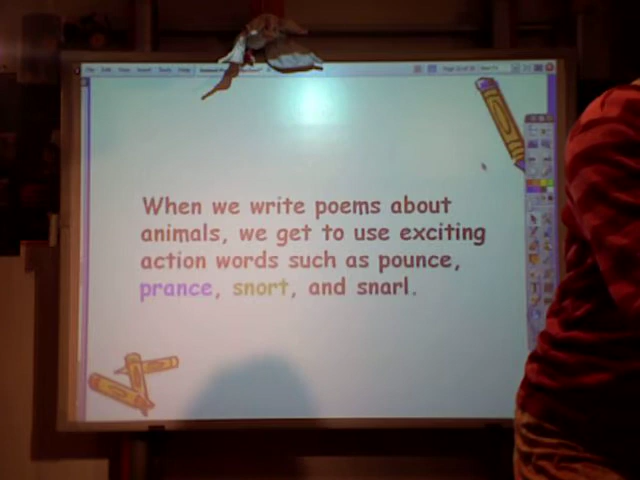 When we write poems about
animals, we get to use exciting
action words such as pounce,
prance, snort, and snarl.